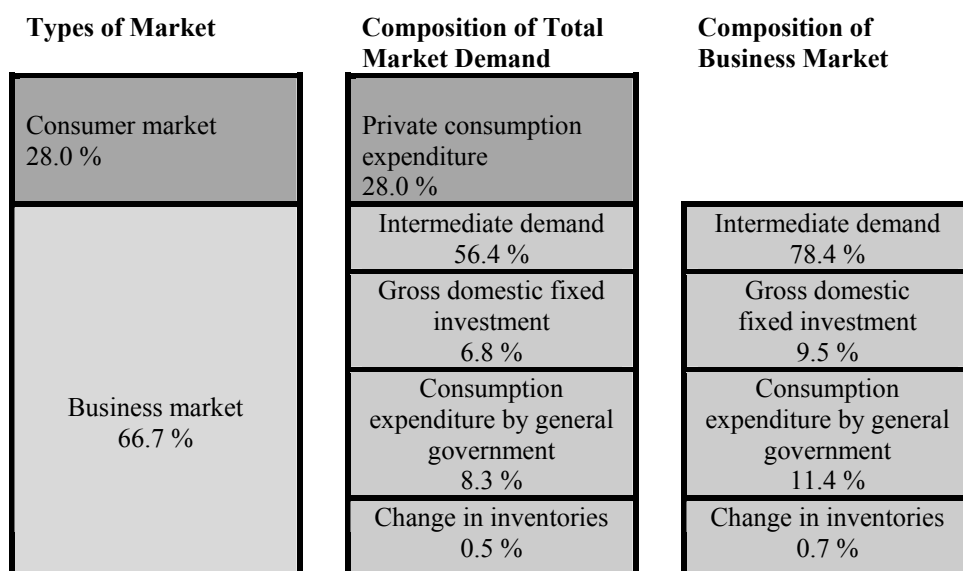 Types of Market
Composition of Total
Market Demand
Composition of
Business Market
Consumer market
28.0 %
Business market
66.7 %
Private consumption
expenditure
28.0 %
Intermediate demand
56.4 %
Gross domestic fixed
investment
6.8 %
Consumption
expenditure by general
government
8.3 %
Change in inventories
0.5 %
Intermediate demand
78.4 %
Gross domestic
fixed investment
9.5 %
Consumption
expenditure by general
government
11.4 %
Change in inventories
0.7 %